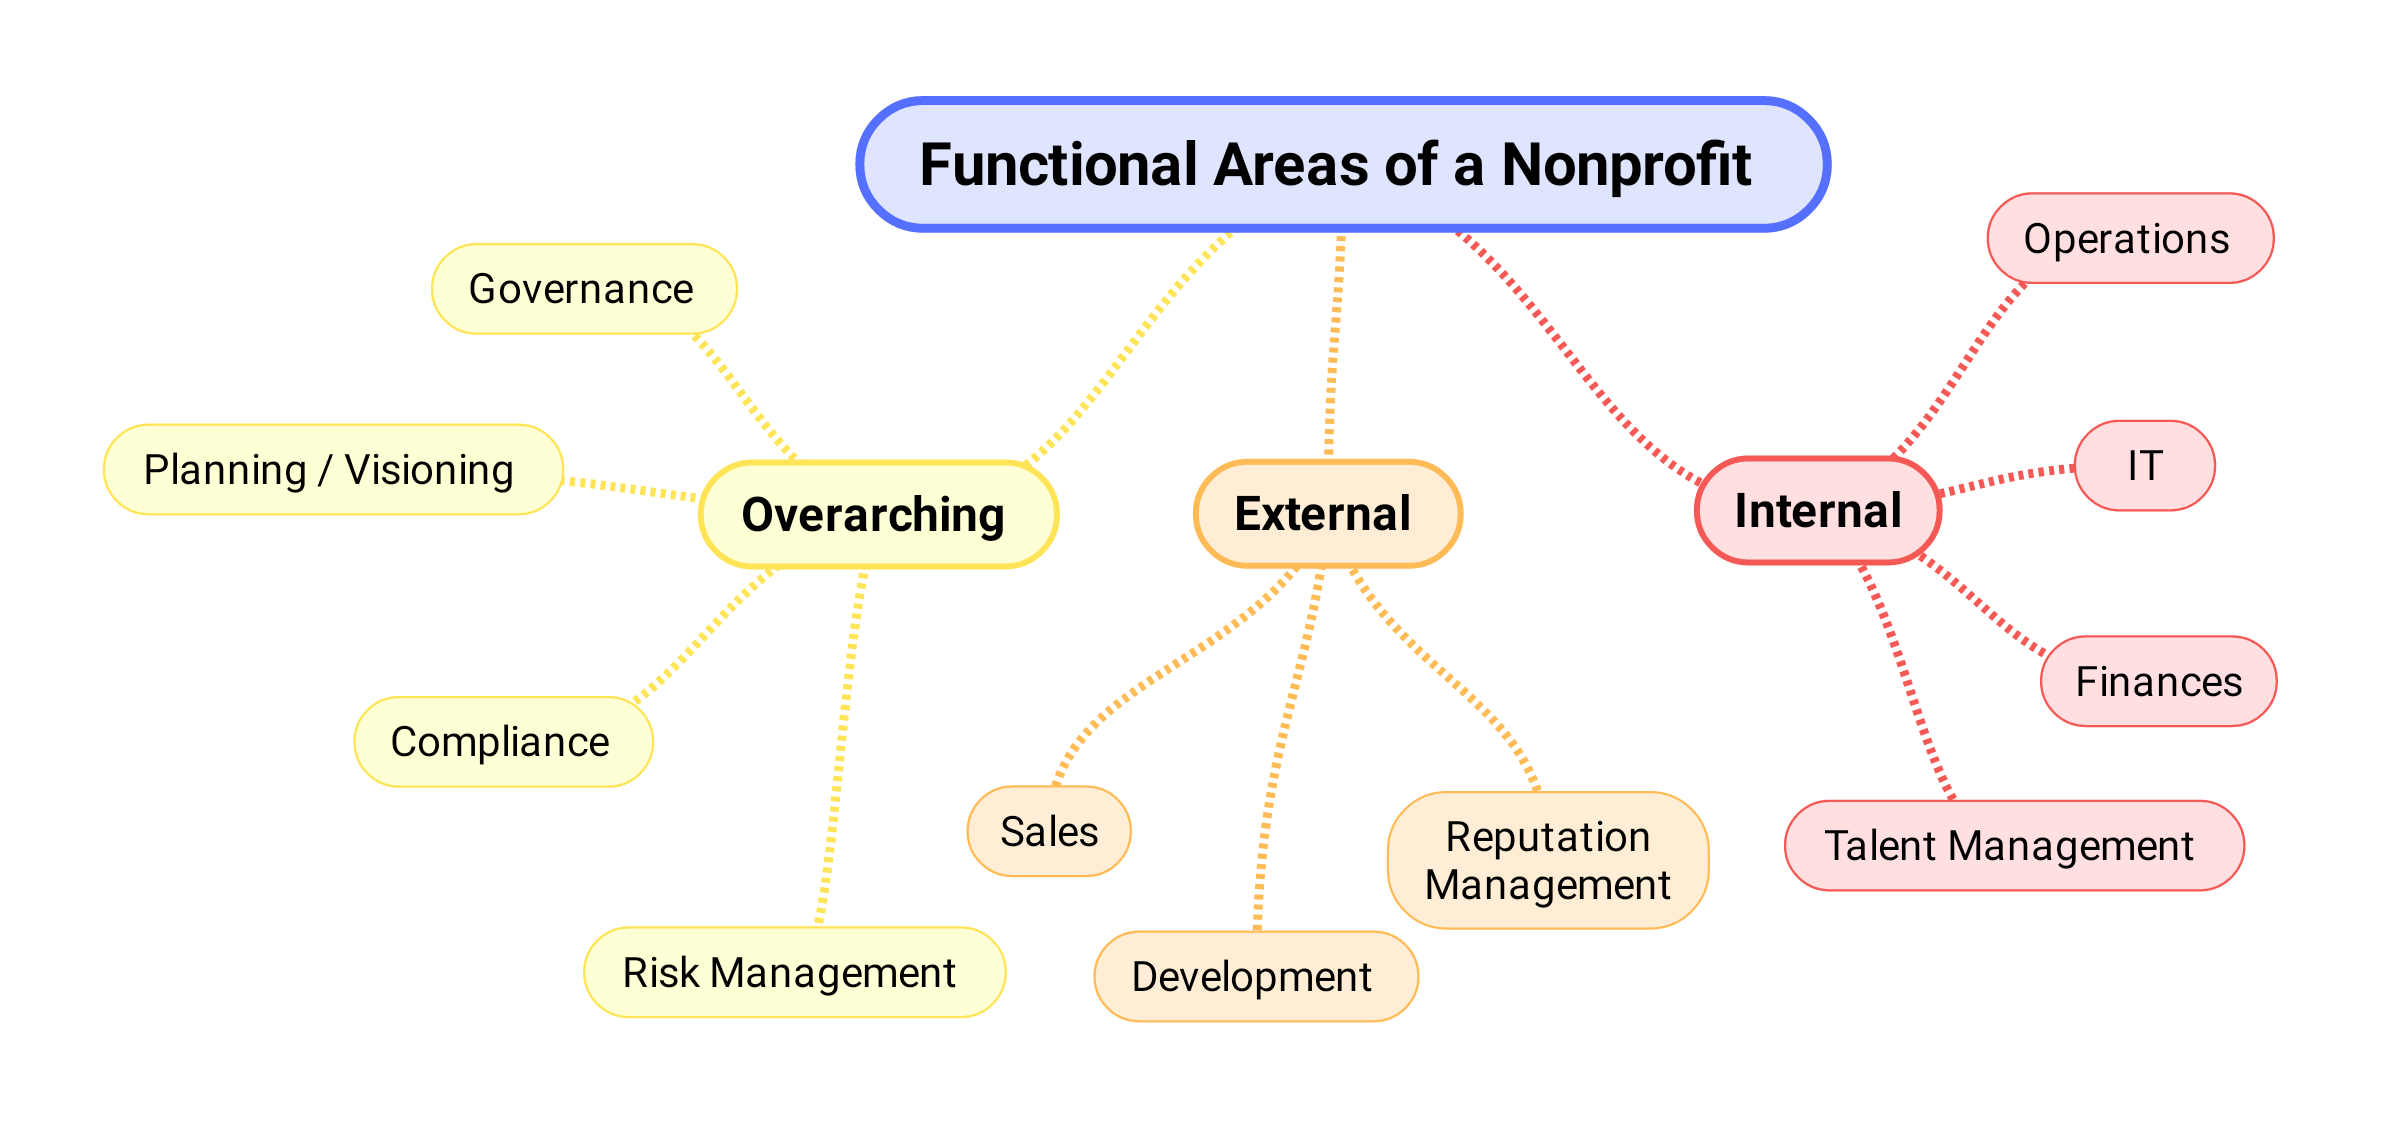 Functional Areas of a Nonprofit
Overarching
Governance
Planning / Visioning
Compliance
Risk Management
External
Sales
Development
Reputation
Management
Internal
Operations
IT
Finances
Talent Management